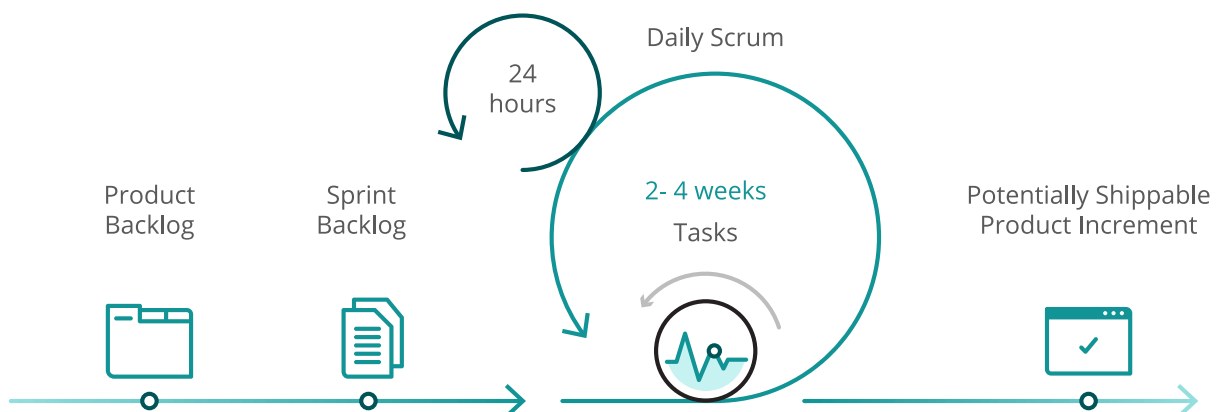 Daily Scrum
24
hours
Product
Backlog
Sprint
Backlog
2- 4 weeks
Tasks
Potentially Shippable
Product Increment